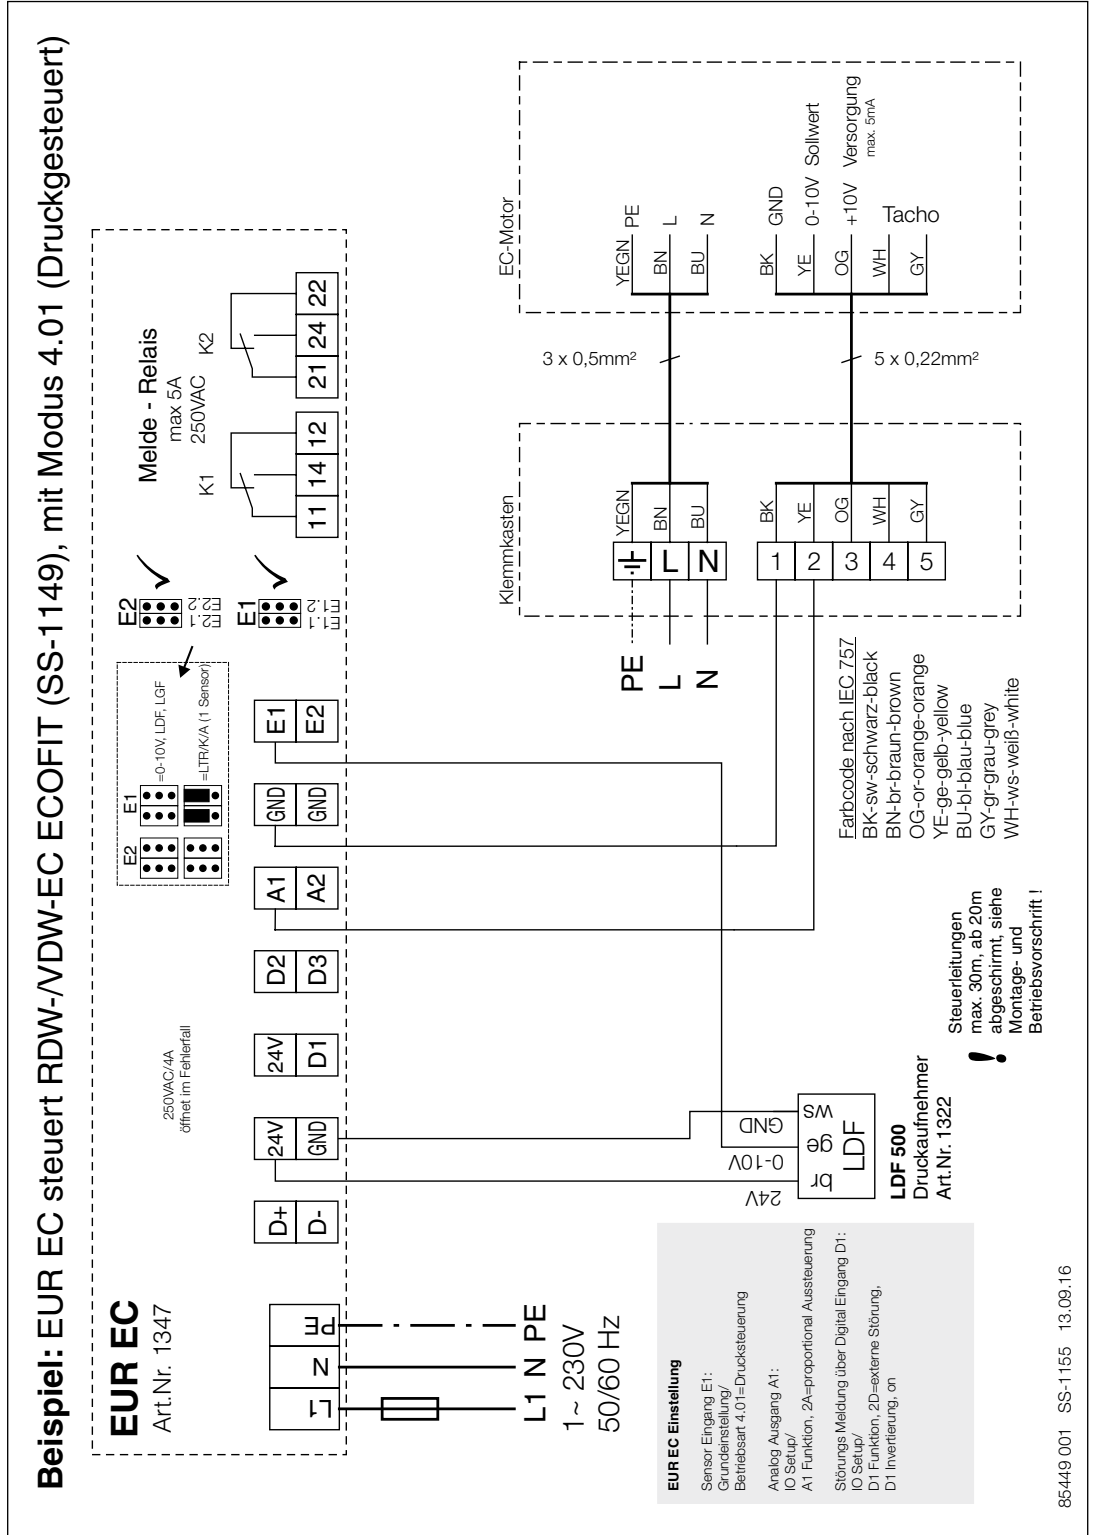 Beispiel: EUR EC steuert RDW-/VDW-EC ECOFIT (SS-1149), mit Modus 4.01 (Druckgesteuert)
EUR EC
Art.Nr. 1347
250VAC/4A
öffnet im Fehlerfall
E2 E1
=0-10V, LDF, LGF
=LTR/K/A (1 Sensor)
E2
E2.1 E2.2
E1
E1.1 E1.2
Melde - Relais
max 5A
250VAC
K1 K2
11 14 12
21 24 22
L1 N PE
D+ D-
24V GND
24V D1
D2 D3
A1 A2
GND GND
E1 E2
L1 N PE
1~ 230V
50/60 Hz
24V
0-10V
GND
br ge ws
LDF
LDF 500
Druckaufnehmer
Art.Nr. 1322
Steuerleitungen
max. 30m, ab 20m
abgeschirmt, siehe
Montage- und
Betriebsvorschrift !
PE
L
N
Klemmkasten
L N
YEGN
BN
BU
1 2 3 4 5
BK
YE
OG
WH
GY
3 x 0,5mm²
5 x 0,22mm²
EC-Motor
YEGN PE
BN L
BU N
BK GND
YE 0-10V Sollwert
OG +10V Versorgung
max. 5mA
WH
GY
Tacho
Farbcode nach IEC 757
BK-sw-schwarz-black
BN-br-braun-brown
OG-or-orange-orange
YE-ge-gelb-yellow
BU-bl-blau-blue
GY-gr-grau-grey
WH-ws-weiß-white
EUR EC Einstellung
Sensor Eingang E1:
Grundeinstellung/
Betriebsart 4.01=Drucksteuerung
Analog Ausgang A1:
IO Setup/
A1 Funktion, 2A=proportional Aussteuerung
Störungs Meldung über Digital Eingang D1:
IO Setup/
D1 Funktion, 2D=externe Störung,
D1 Invertierung, on
85449 001 SS-1155 13.09.16